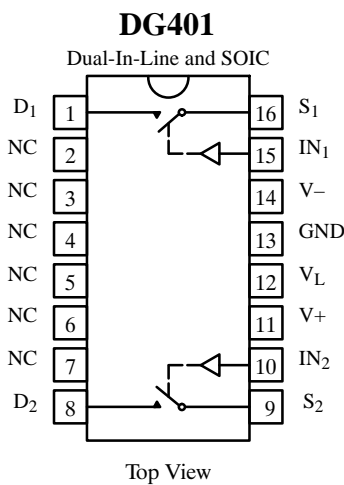 DG401
Dual-In-Line and SOIC
D1 1 16 S1
NC 2 15 IN1
NC 3 14 V−
NC 4 13 GND
NC 5 12 VL
NC 6 11 V+
NC 7 10 IN2
D2 8 9 S2
Top View